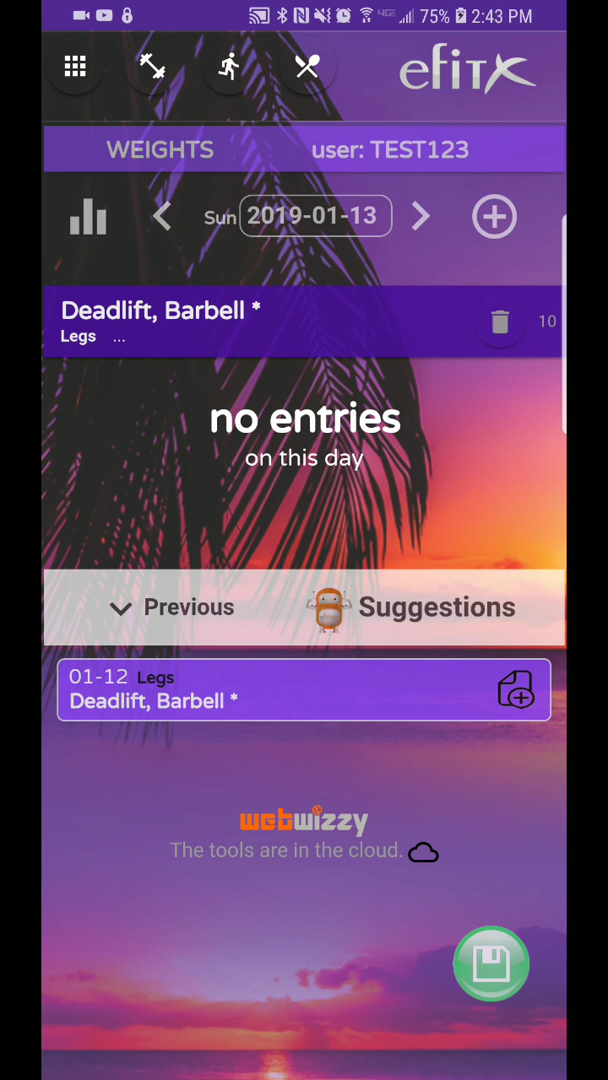 75% 2:43 PM
efitx
WEIGHTS user: TEST123
Sun 2019-01-13
Deadlift, Barbell *
Legs ...
10
no entries
on this day
Previous Suggestions
01-12 Legs
Deadlift, Barbell *
webwizzy
The tools are in the cloud.